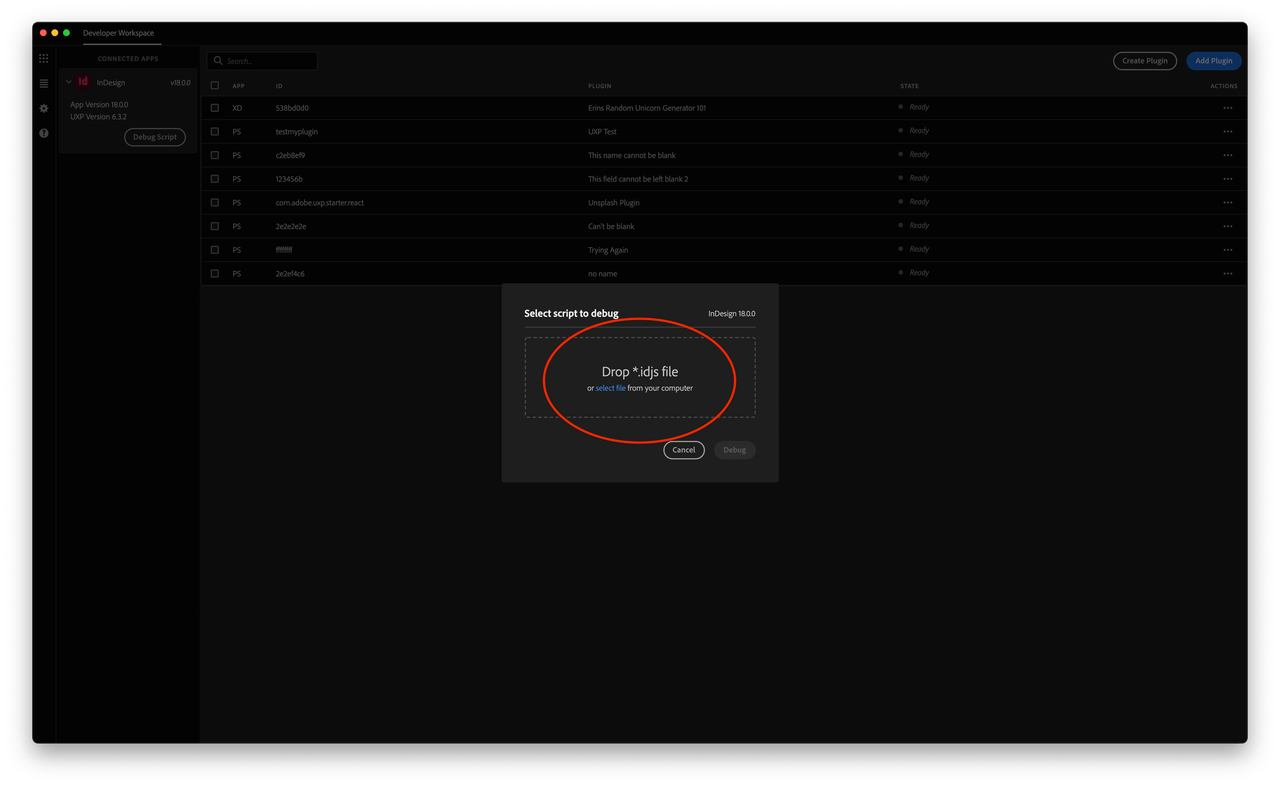 Developer Workspace
CONNECTED APPS
Id InDesign v18.0.0
App Version 18.0.0
UXP Version 6.3.2
Debug Script
Search..
Create Plugin Add Plugin
APP ID PLUGIN STATE ACTIONS
XD 538bd0d0 Erins Random Unicorn Generator 101 Ready
PS testmyplugin UXP Test Ready
PS c2eb8ef9 This name cannot be blank Ready
PS 123456b This field cannot be left blank 2 Ready
PS com.adobe.uxp.starter.react Unsplash Plugin Ready
PS 2e2e2e2e Can't be blank Ready
PS Trying Again Ready
PS 2e2ef4c6 no name Ready
Select script to debug InDesign 18.0.0
Drop *.idjs file
or select file from your computer
Cancel Debug